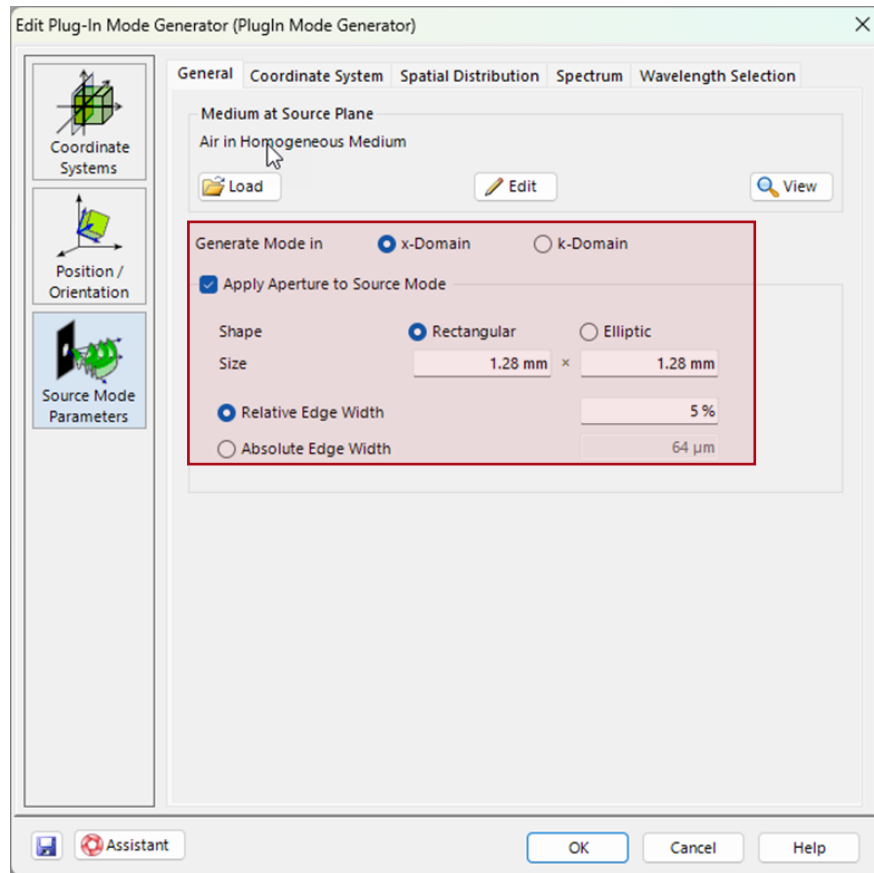 Edit Plug-In Mode Generator (PlugIn Mode Generator)
Coordinate
Systems
Position /
Orientation
Source Mode
Parameters
General Coordinate System Spatial Distribution Spectrum Wavelength Selection
Medium at Source Plane
Air in Homogeneous Medium
Load Edit View
Generate Mode in x-Domain k-Domain
Apply Aperture to Source Mode
Shape Rectangular Elliptic
Size 1.28 mm × 1.28 mm
Relative Edge Width 5 %
Absolute Edge Width 64 µm
Assistant OK Cancel Help